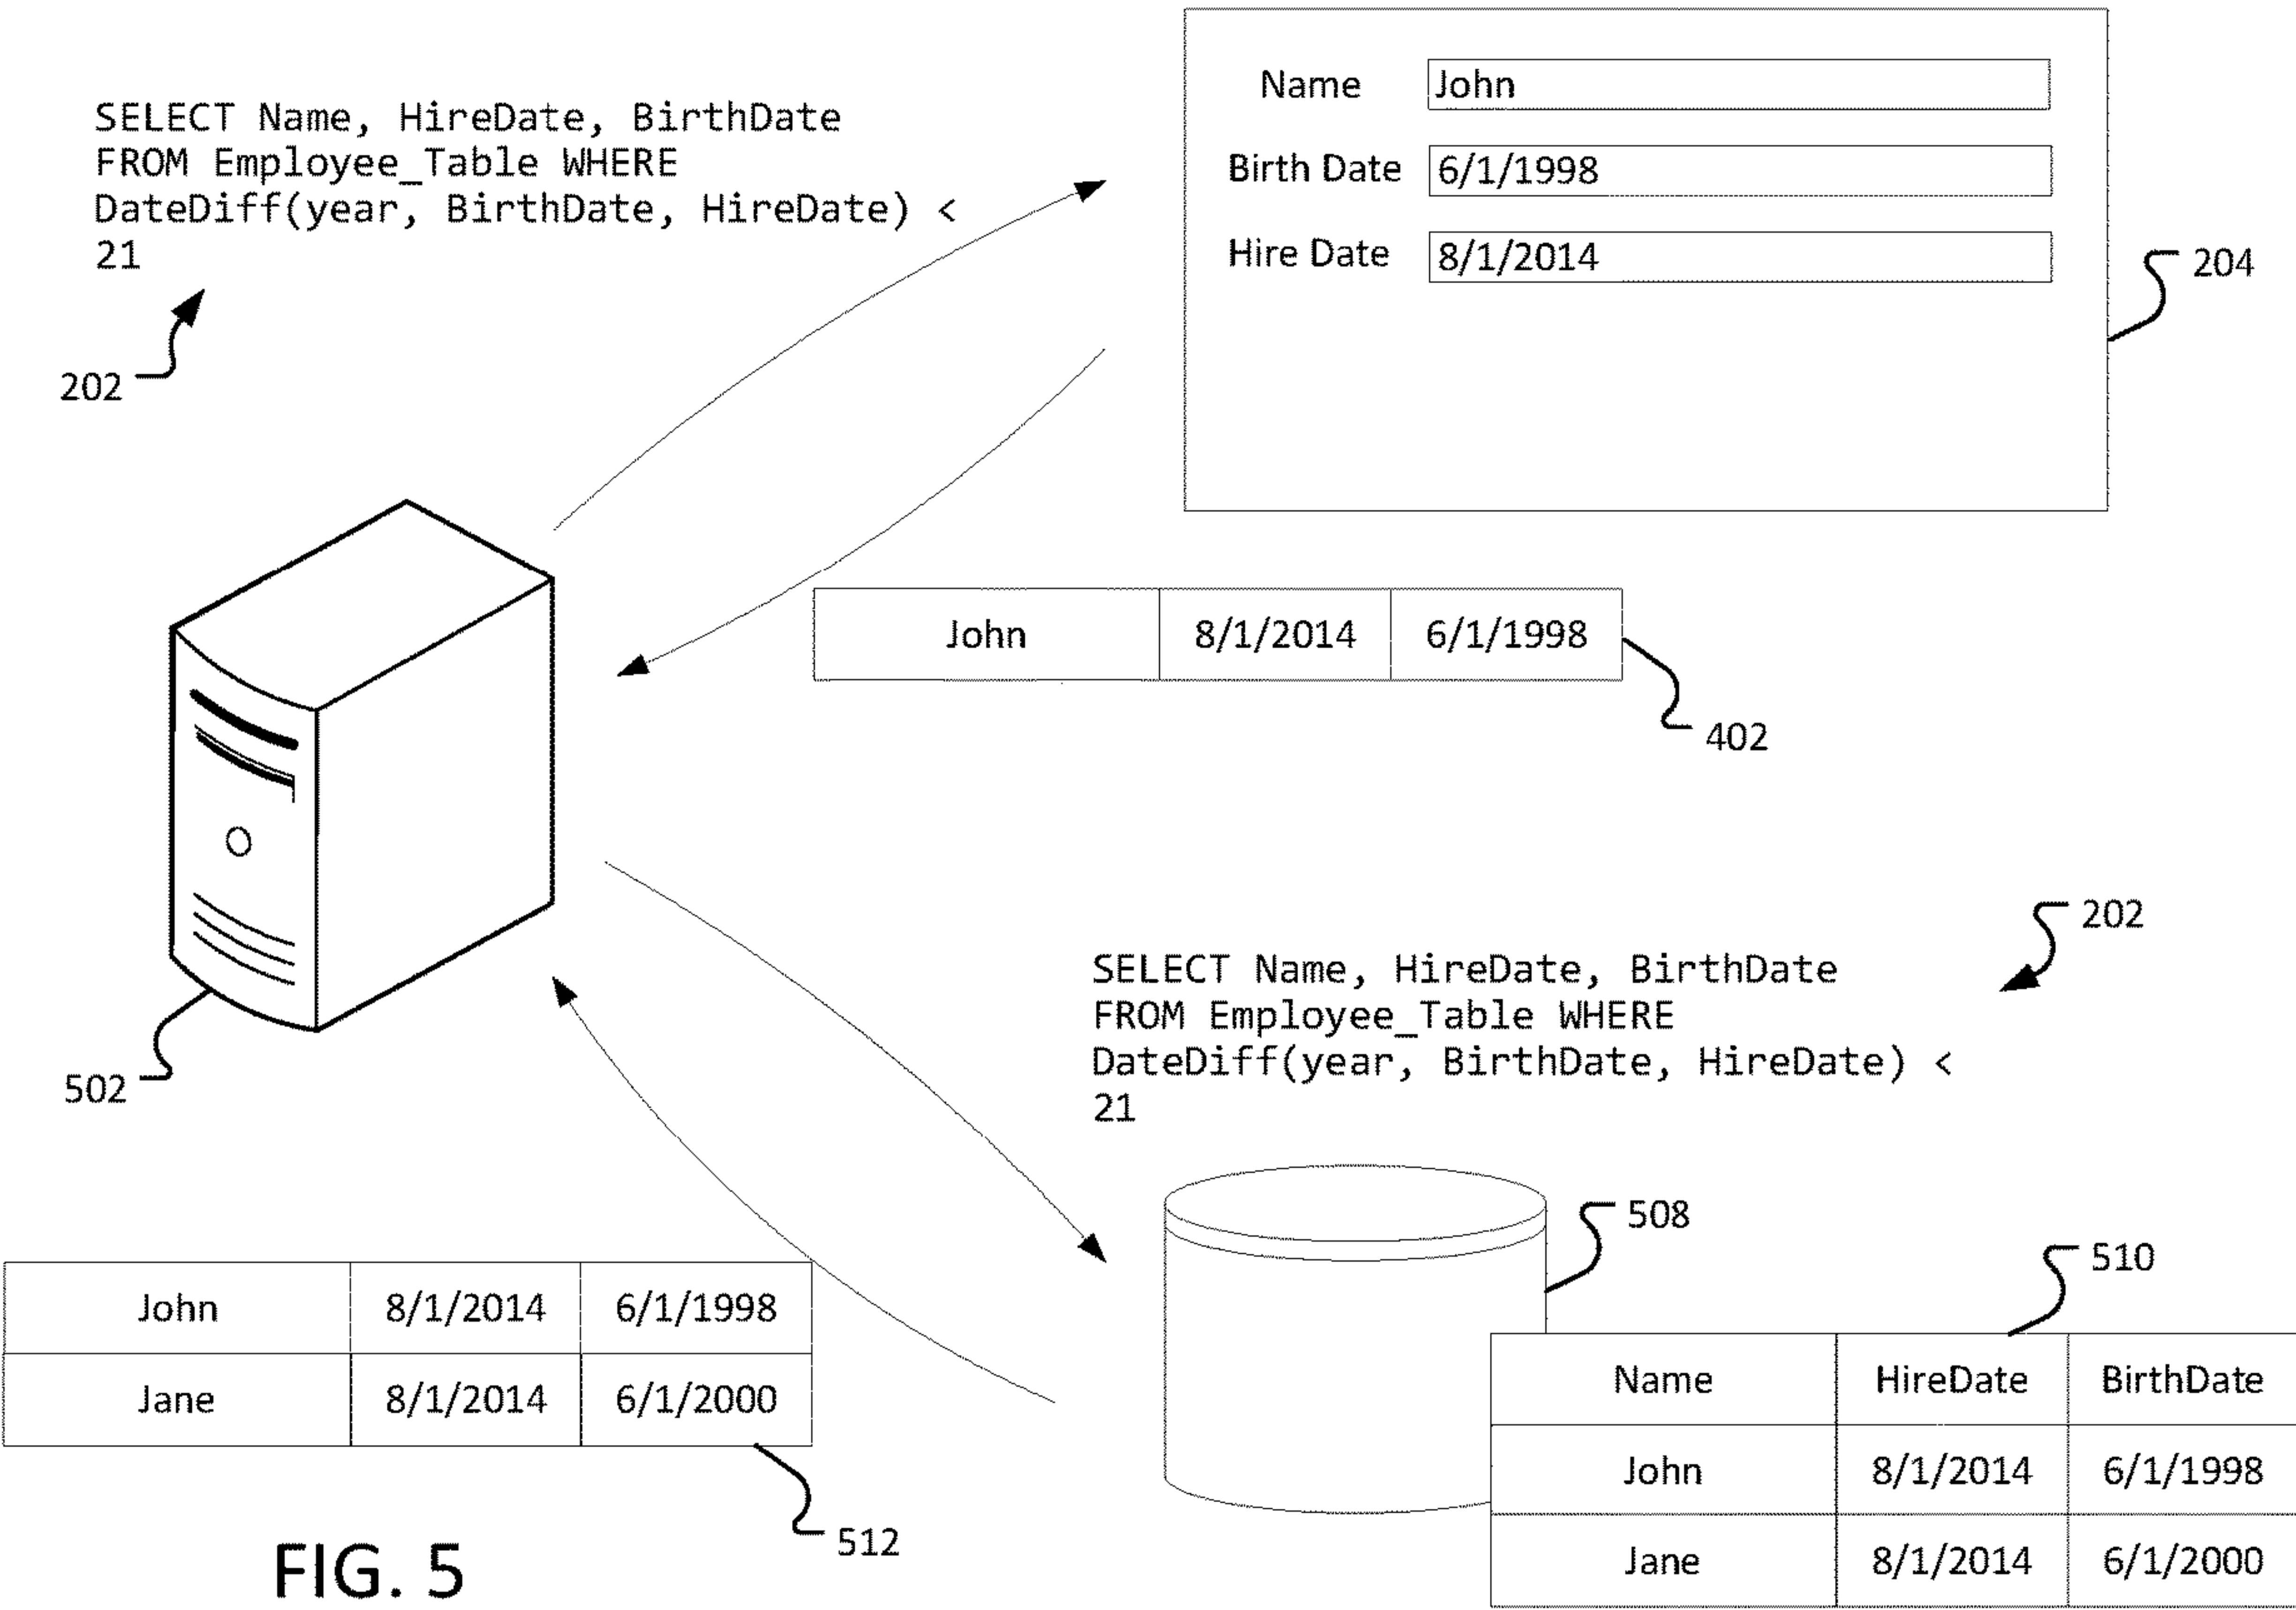 SELECT Name, HireDate, BirthDate
FROM Employee_Table WHERE
DateDiff(year, BirthDate, HireDate) <
21
202
Name John
Birth Date 6/1/1998
Hire Date 8/1/2014
204
John 8/1/2014 6/1/1998
402
502
202
SELECT Name, HireDate, BirthDate
FROM Employee_Table WHERE
DateDiff(year, BirthDate, HireDate) <
21
508
510
Name HireDate BirthDate
John 8/1/2014 6/1/1998
Jane 8/1/2014 6/1/2000
John 8/1/2014 6/1/1998
Jane 8/1/2014 6/1/2000
512
FIG. 5